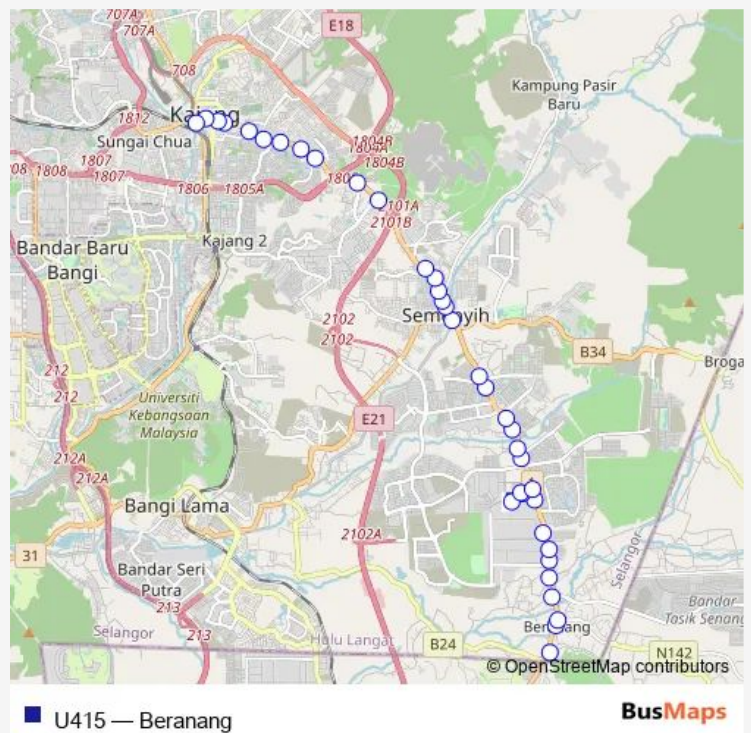 707A
707A
E18
708
Kampung Pasir
Baru
1812
Kajang
Sungai Chua
1804B
1804A
1804B
1807
1808
1807
1806
1805A
2101A
2101B
Kajang 2
Bandar Baru
Bangi
2102
2102
Semenyih
B34
Broga
212
212
Universiti
Kebangsaan
Malaysia
E21
212A
212A
Bangi Lama
2102A
31
Bandar Seri
Putra
213
213
Selangor
Selangor
Hulu Langat
B24
Beranang
Bandar
Tasik Senang
N142
© OpenStreetMap contributors
U415 — Beranang
BusMaps